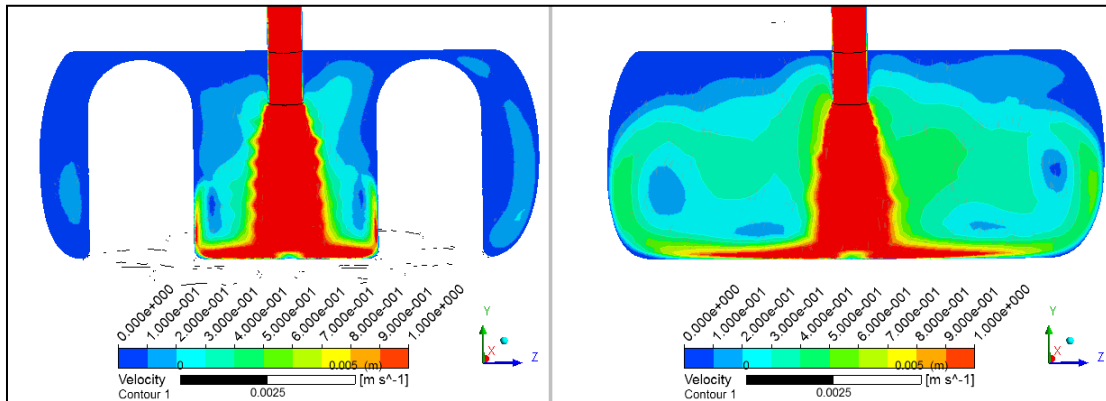 0.000e+000
1.000e-001
2.000e-001
3.000e-001
4.000e-001
5.000e-001
6.000e-001
7.000e-001
8.000e-001
9.000e-001
1.000e+000
0 0.005 (m)
Velocity [m s^-1]
Contour 1 0.0025
Y
X
Z
0.000e+000
1.000e-001
2.000e-001
3.000e-001
4.000e-001
5.000e-001
6.000e-001
7.000e-001
8.000e-001
9.000e-001
1.000e+000
0 0.005 (m)
Velocity [m s^-1]
Contour 1 0.0025
Y
X
Z